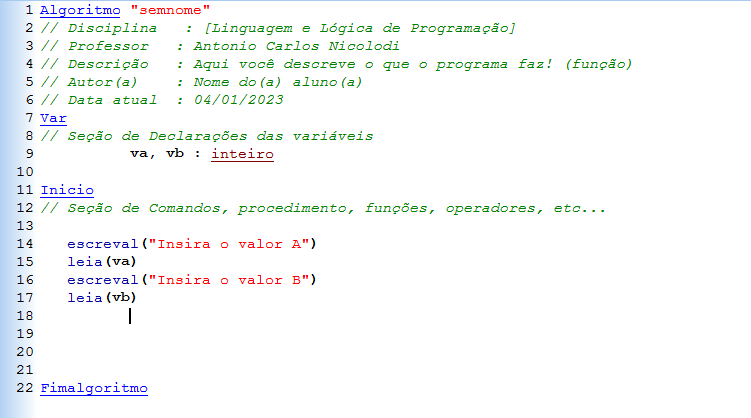 1 Algoritmo "semnome"
2 // Disciplina   : [Linguagem e Lógica de Programação]
3 // Professor   : Antonio Carlos Nicolodi
4 // Descrição   : Aqui você descreve o que o programa faz! (função)
5 // Autor(a)    : Nome do(a) aluno(a)
6 // Data atual  : 04/01/2023
7 Var
8 // Seção de Declarações das variáveis
9           va, vb : inteiro
10
11 Inicio
12 // Seção de Comandos, procedimento, funções, operadores, etc...
13
14    escreval("Insira o valor A")
15    leia(va)
16    escreval("Insira o valor B")
17    leia(vb)
18
19
20
21
22 Fimalgoritmo